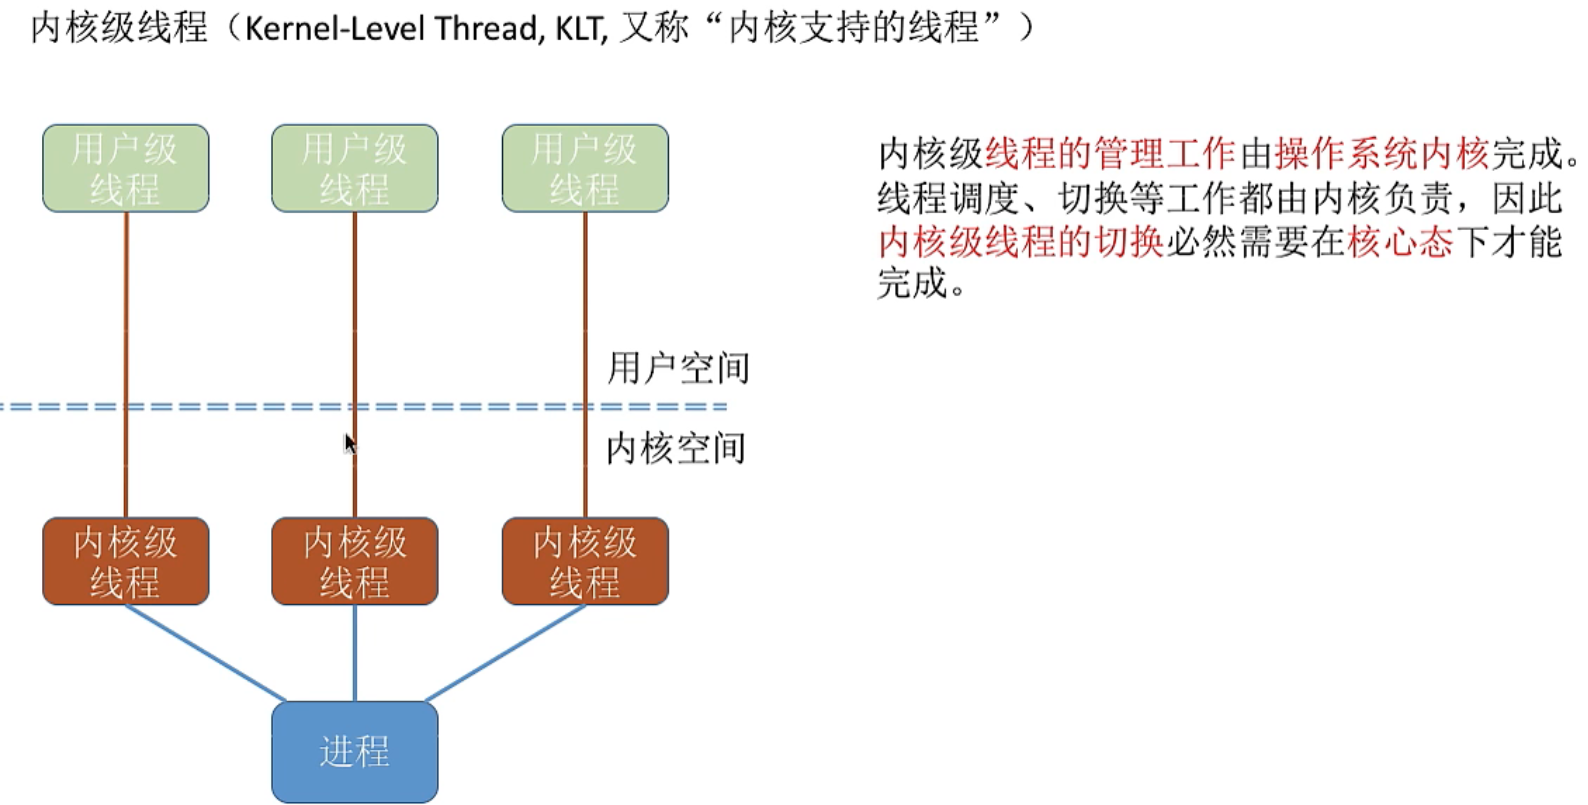 内核级线程（Kernel-Level Thread, KLT, 又称“内核支持的线程”）
用户级
线程
用户级
线程
用户级
线程
内核级线程的管理工作由操作系统内核完成。
线程调度、切换等工作都由内核负责，因此
内核级线程的切换必然需要在核心态下才能
完成。
用户空间
内核空间
内核级
线程
内核级
线程
内核级
线程
进程